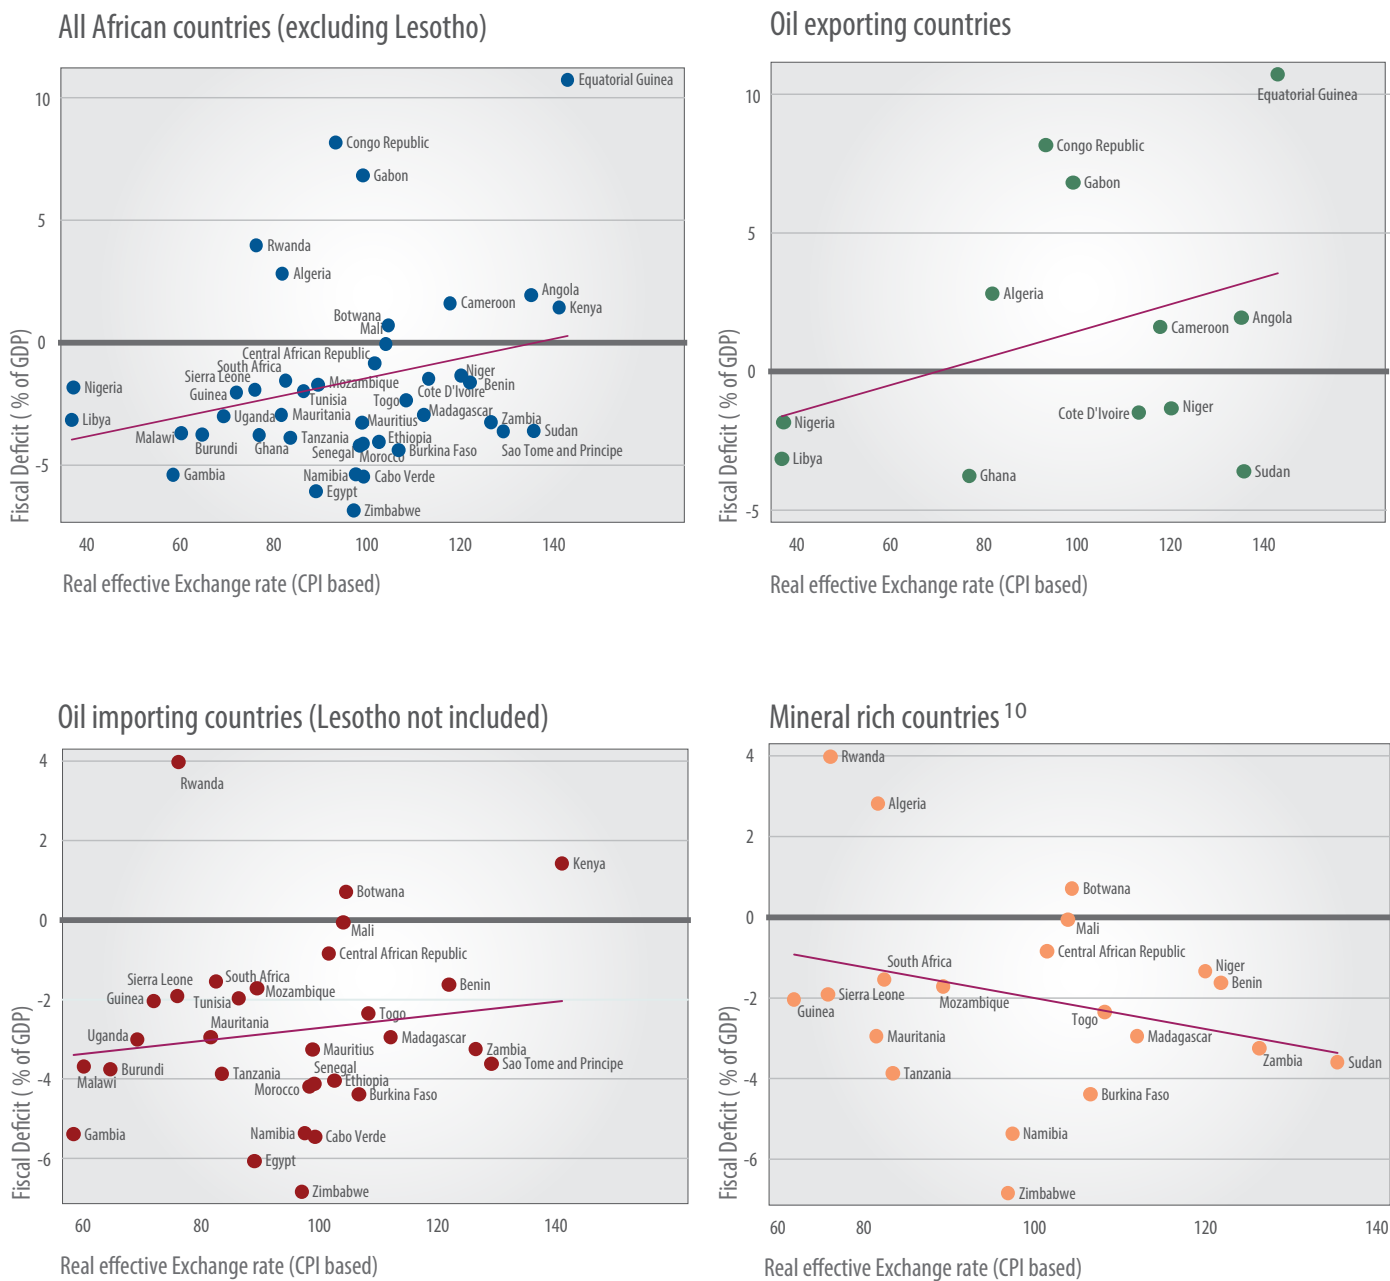 All African countries (excluding Lesotho)
Fiscal Deficit ( % of GDP)
10
5
0
-5
Equatorial Guinea
Congo Republic
Gabon
Rwanda
Algeria
Angola
Cameroon
Kenya
Botwana
Mali
Central African Republic
South Africa
Sierra Leone
Niger
Nigeria
Mozambique
Benin
Guinea
Tunisia
Togo
Cote D'Ivoire
Libya
Uganda
Mauritania
Mauritius
Madagascar
Zambia
Malawi
Burundi
Ghana
Tanzania
Ethiopia
Sudan
Senegal
Morocco
Burkina Faso
Sao Tome and Principe
Gambia
Namibia
Cabo Verde
Egypt
Zimbabwe
40 60 80 100 120 140
Real effective Exchange rate (CPI based)
Oil exporting countries
Fiscal Deficit ( % of GDP)
10
5
0
-5
Equatorial Guinea
Congo Republic
Gabon
Algeria
Angola
Cameroon
Cote D'Ivoire
Niger
Nigeria
Libya
Ghana
Sudan
40 60 80 100 120 140
Real effective Exchange rate (CPI based)
Oil importing countries (Lesotho not included)
Fiscal Deficit ( % of GDP)
4
2
0
-2
-4
-6
Rwanda
Kenya
Botwana
Mali
Central African Republic
Sierra Leone
South Africa
Benin
Guinea
Tunisia
Mozambique
Togo
Uganda
Mauritania
Madagascar
Mauritius
Zambia
Malawi
Burundi
Tanzania
Senegal
Sao Tome and Principe
Morocco
Ethiopia
Burkina Faso
Gambia
Namibia
Cabo Verde
Egypt
Zimbabwe
60 80 100 120 140
Real effective Exchange rate (CPI based)
Mineral rich countries 10
Fiscal Deficit ( % of GDP)
4
2
0
-2
-4
-6
Rwanda
Algeria
Botwana
Mali
Central African Republic
South Africa
Niger
Benin
Sierra Leone
Guinea
Mozambique
Togo
Mauritania
Madagascar
Zambia
Sudan
Tanzania
Burkina Faso
Namibia
Zimbabwe
60 80 100 120 140
Real effective Exchange rate (CPI based)